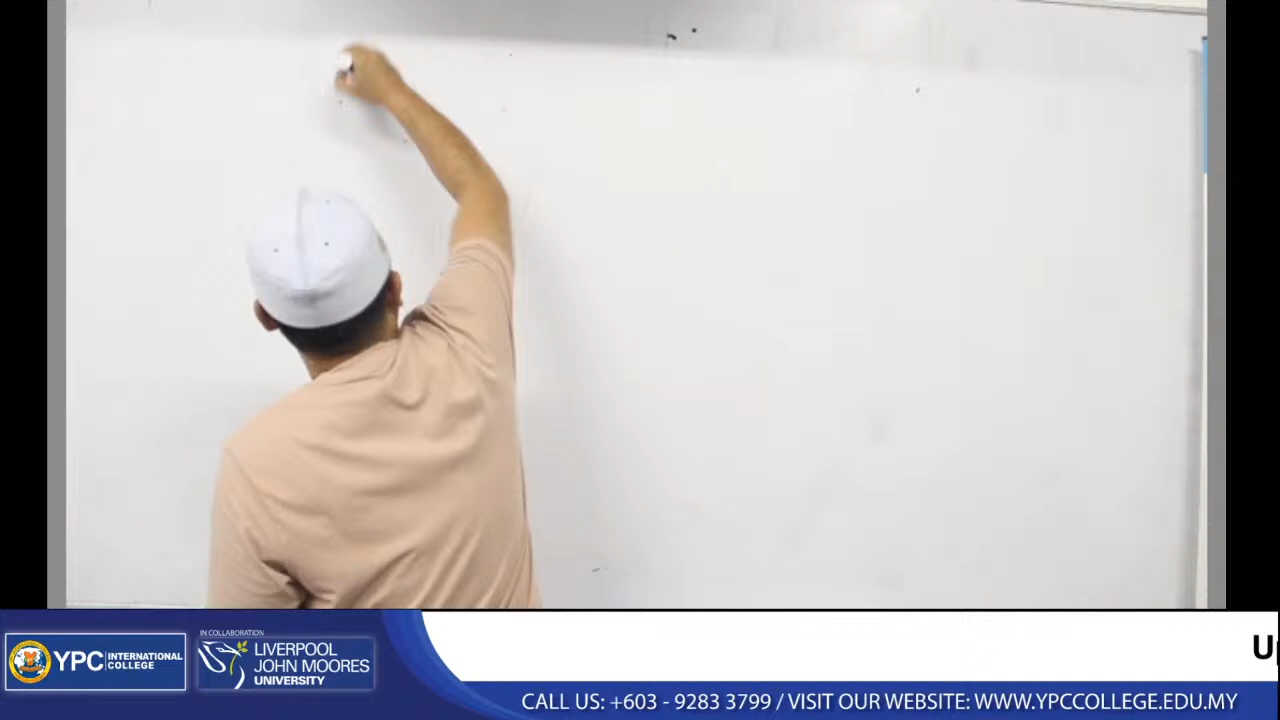 YPC INTERNATIONAL COLLEGE
IN COLLABORATION
LIVERPOOL
JOHN MOORES
UNIVERSITY
CALL US: +603 - 9283 3799 / VISIT OUR WEBSITE: WWW.YPCCOLLEGE.EDU.MY